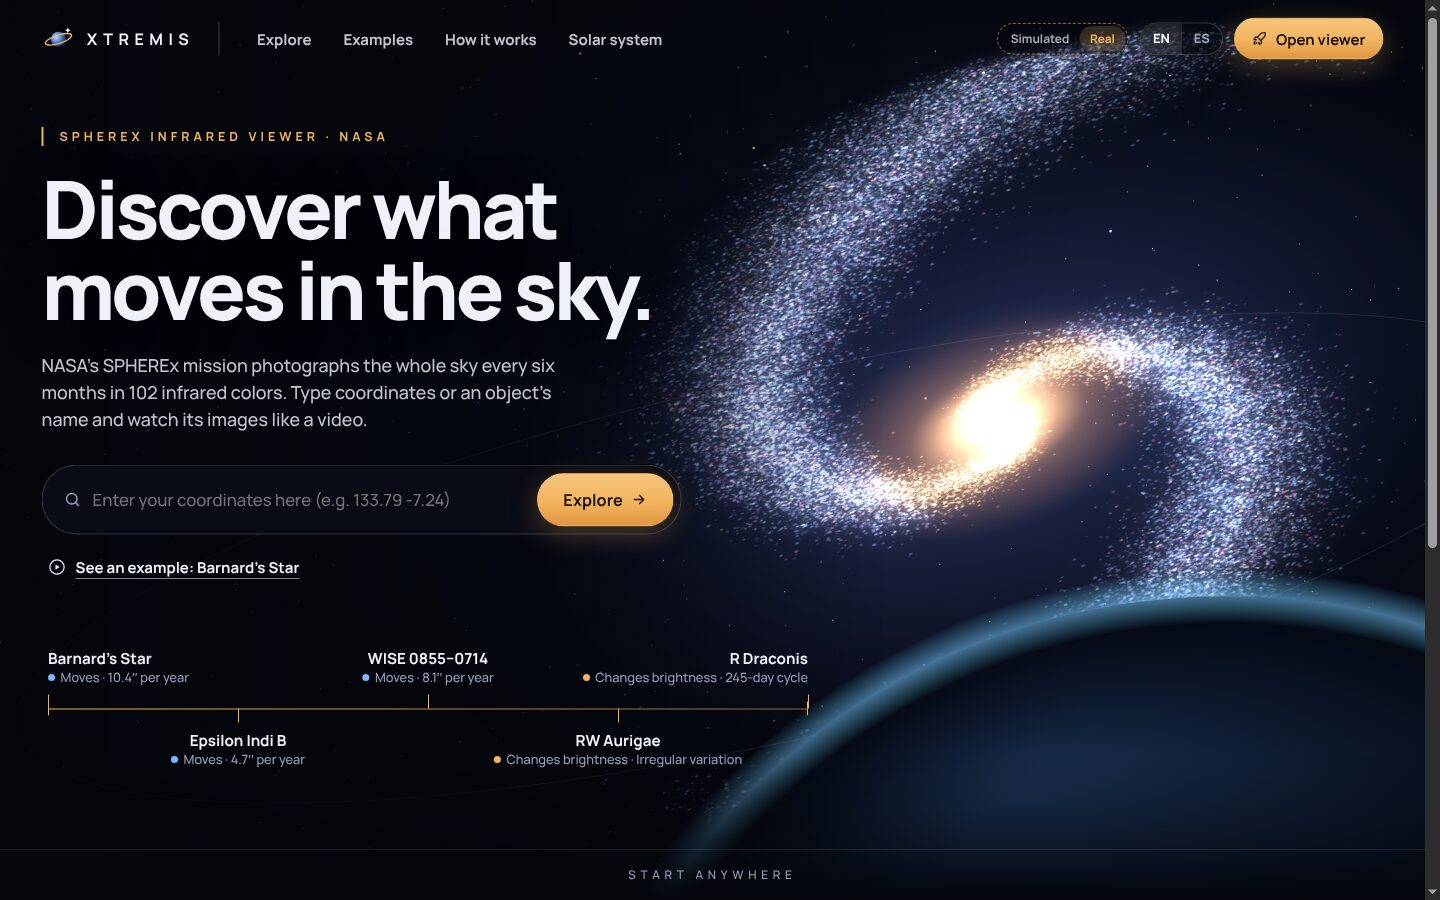 XTREMIS
Explore
Examples
How it works
Solar system
Simulated
Real
EN
ES
Open viewer
SPHEREX INFRARED VIEWER · NASA
Discover what
moves in the sky.
NASA's SPHEREx mission photographs the whole sky every six
months in 102 infrared colors. Type coordinates or an object's
name and watch its images like a video.
Enter your coordinates here (e.g. 133.79 -7.24)
Explore →
See an example: Barnard's Star
Barnard's Star
Moves · 10.4″ per year
WISE 0855−0714
Moves · 8.1″ per year
R Draconis
Changes brightness · 245-day cycle
Epsilon Indi B
Moves · 4.7″ per year
RW Aurigae
Changes brightness · Irregular variation
START ANYWHERE